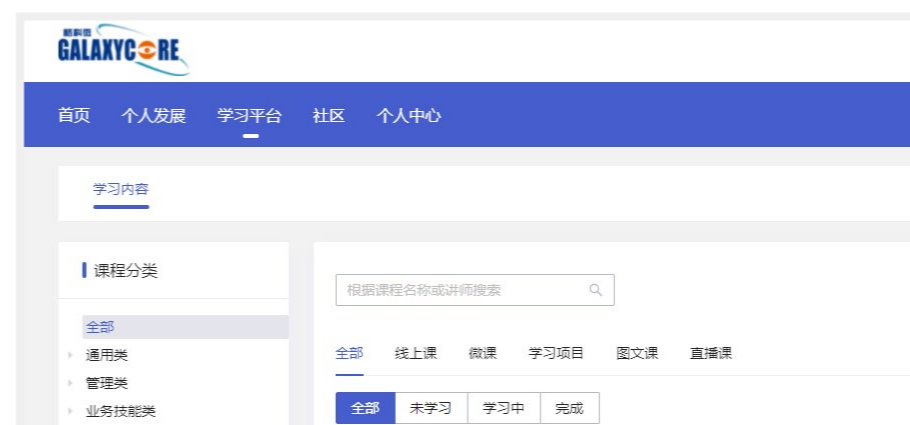 格科微
GALAXYCORE
首页 个人发展 学习平台 社区 个人中心
学习内容
课程分类
全部
通用类
管理类
业务技能类
根据课程名称或讲师搜索
全部 线上课 微课 学习项目 图文课 直播课
全部 未学习 学习中 完成